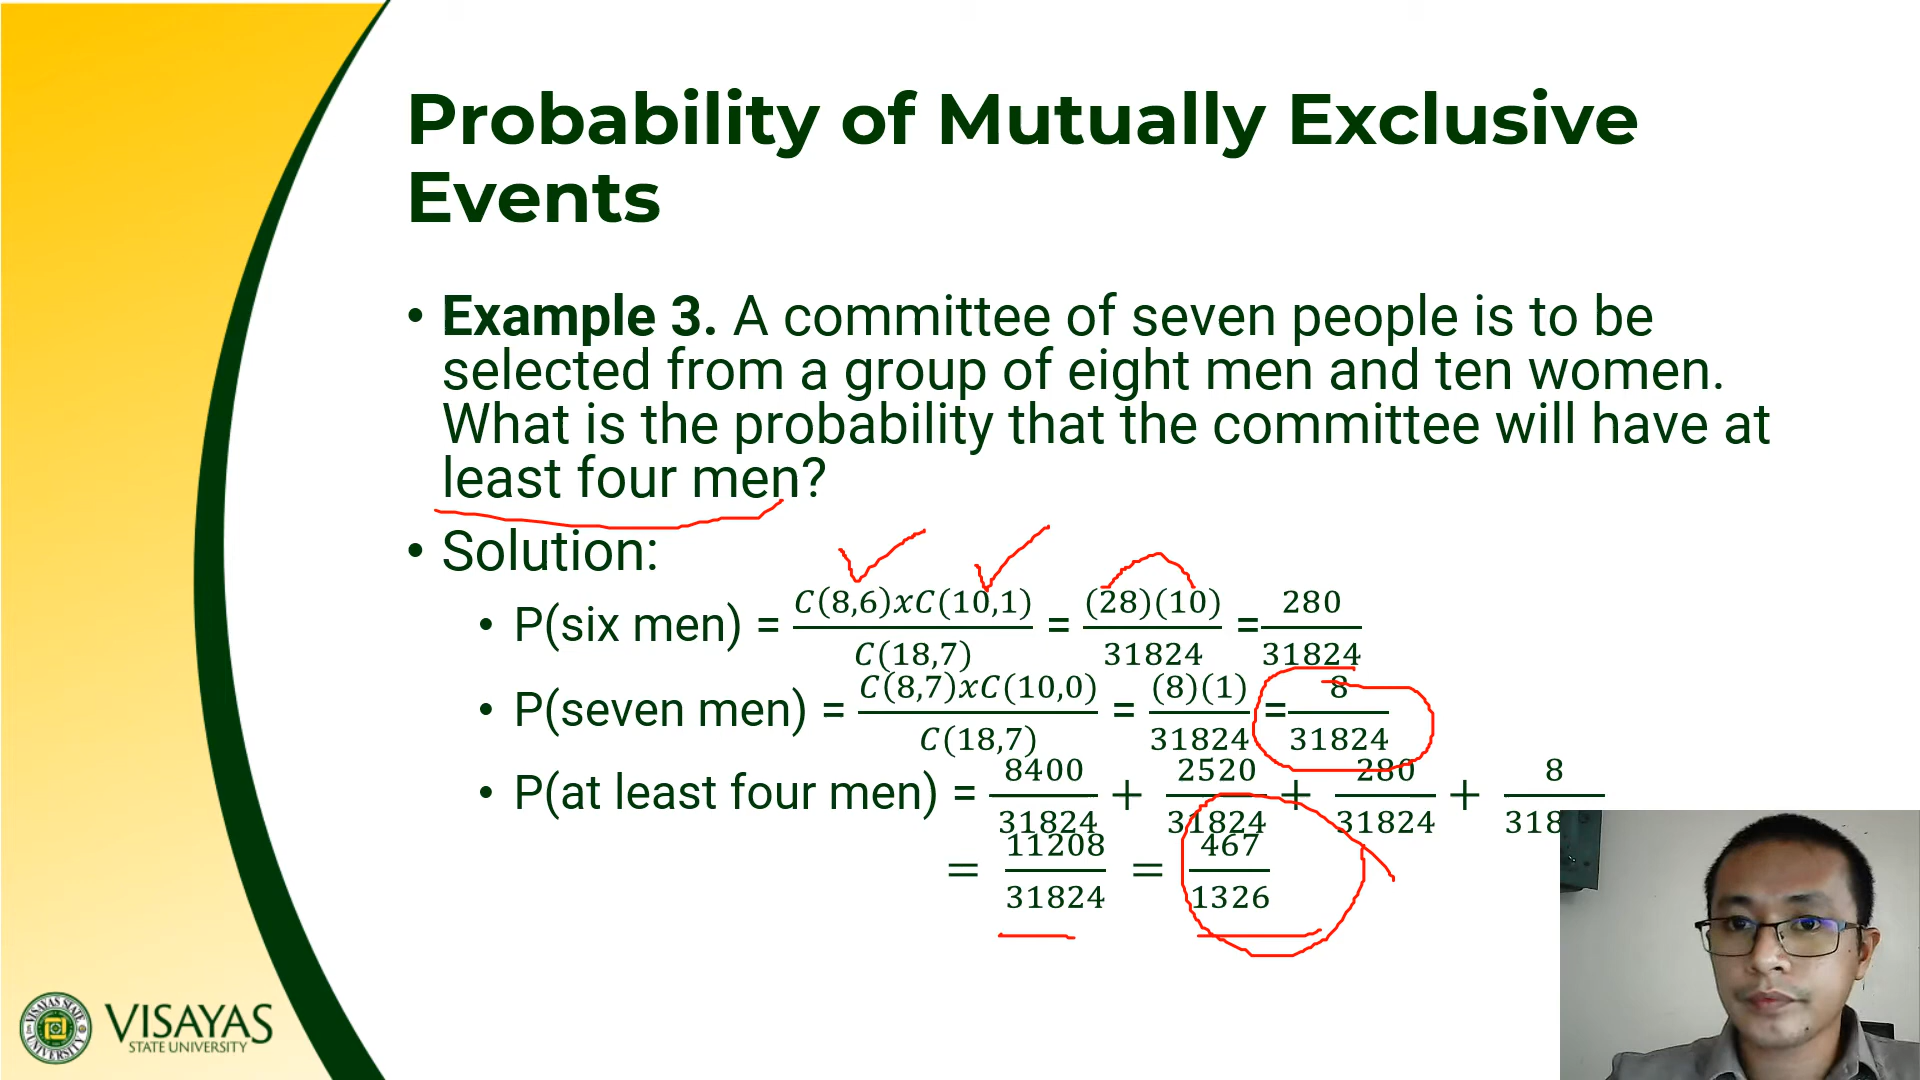 Probability of Mutually Exclusive
Events
• Example 3. A committee of seven people is to be
selected from a group of eight men and ten women.
What is the probability that the committee will have at
least four men?
• Solution:
• P(six men) = C(8,6)xC(10,1)/C(18,7) = (28)(10)/31824 = 280/31824
• P(seven men) = C(8,7)xC(10,0)/C(18,7) = (8)(1)/31824 = 8/31824
• P(at least four men) = 8400/31824 + 2520/31824 + 280/31824 + 8/318
= 11208/31824 = 467/1326
VISAYAS
STATE UNIVERSITY